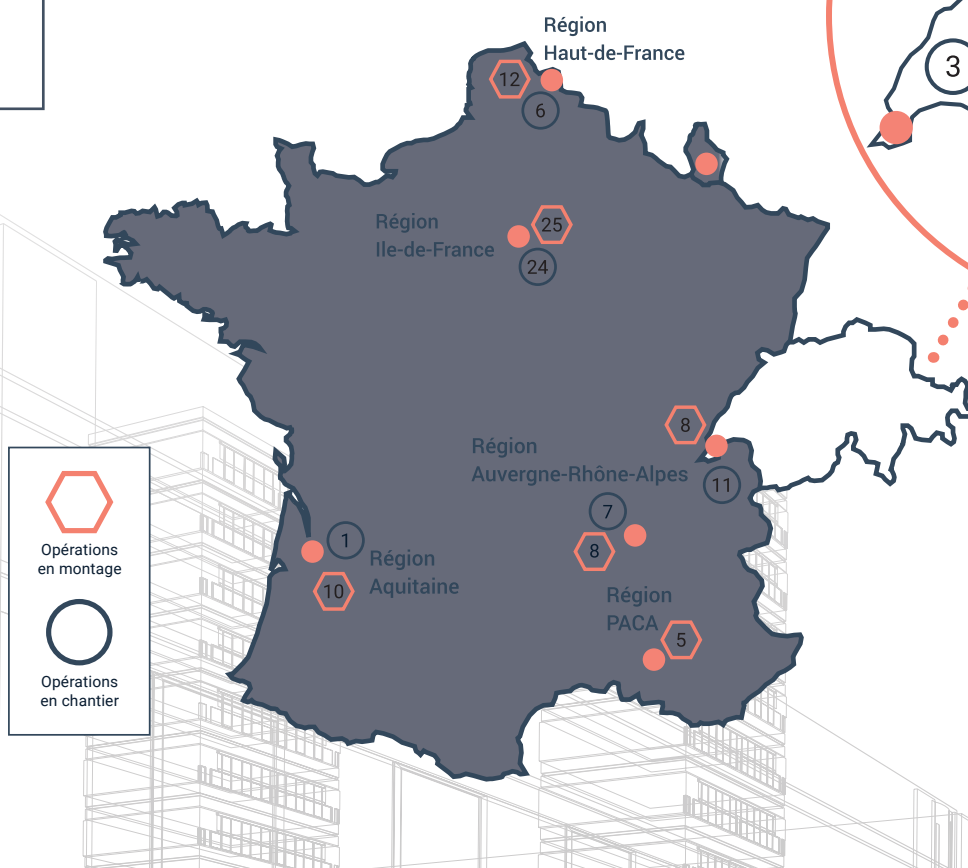 Région
Haut-de-France
12
6
3
Région
Ile-de-France
25
24
8
Région
Auvergne-Rhône-Alpes
11
7
8
1
Région
Aquitaine
10
Région
PACA
5
Opérations
en montage
Opérations
en chantier